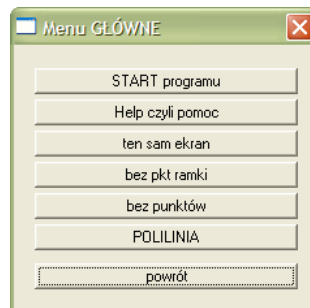 Menu GŁÓWNE
START programu
Help czyli pomoc
ten sam ekran
bez pkt ramki
bez punktów
POLILINIA
powrót